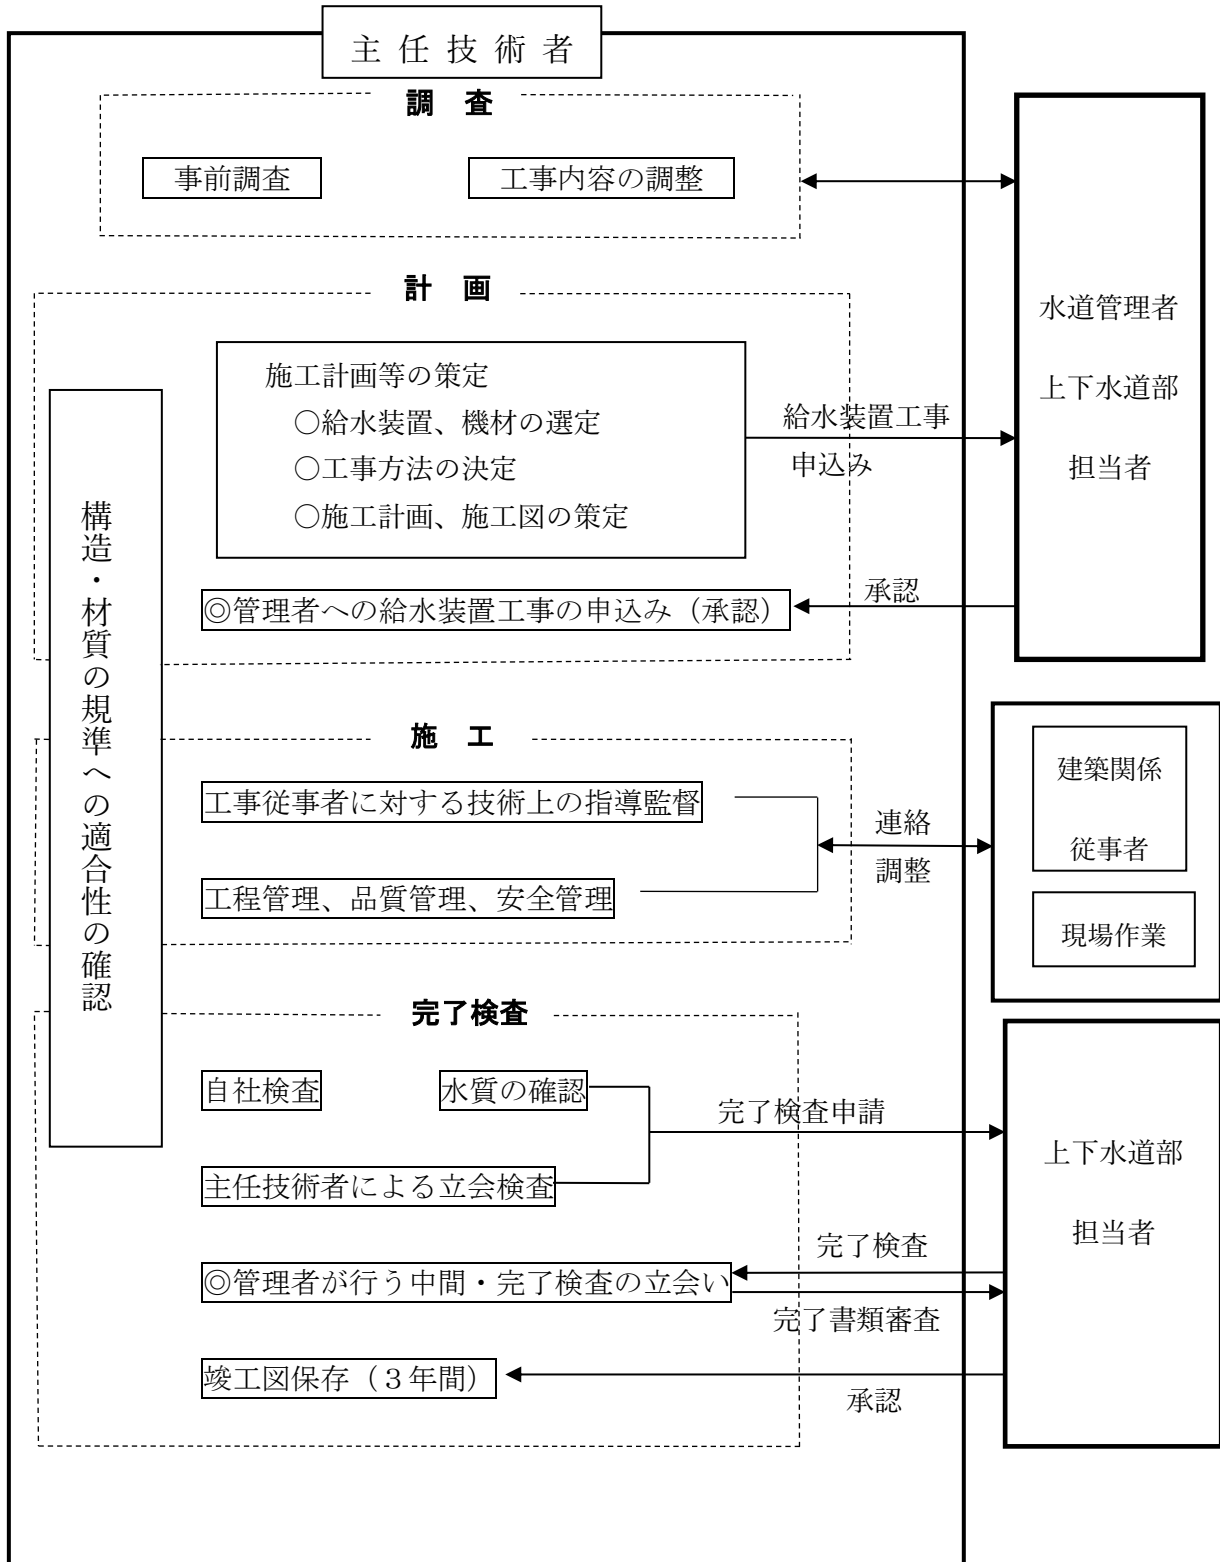 主任技術者
調　査
事前調査
工事内容の調整
計　画
施工計画等の策定
○給水装置、機材の選定
○工事方法の決定
○施工計画、施工図の策定
給水装置工事
申込み
水道管理者
上下水道部
担当者
◎管理者への給水装置工事の申込み（承認）
承認
構造・材質の規準への適合性の確認
施　工
工事従事者に対する技術上の指導監督
工程管理、品質管理、安全管理
連絡
調整
建築関係
従事者
現場作業
完了検査
自社検査
水質の確認
主任技術者による立会検査
完了検査申請
上下水道部
担当者
◎管理者が行う中間・完了検査の立会い
完了検査
完了書類審査
竣工図保存（３年間）
承認